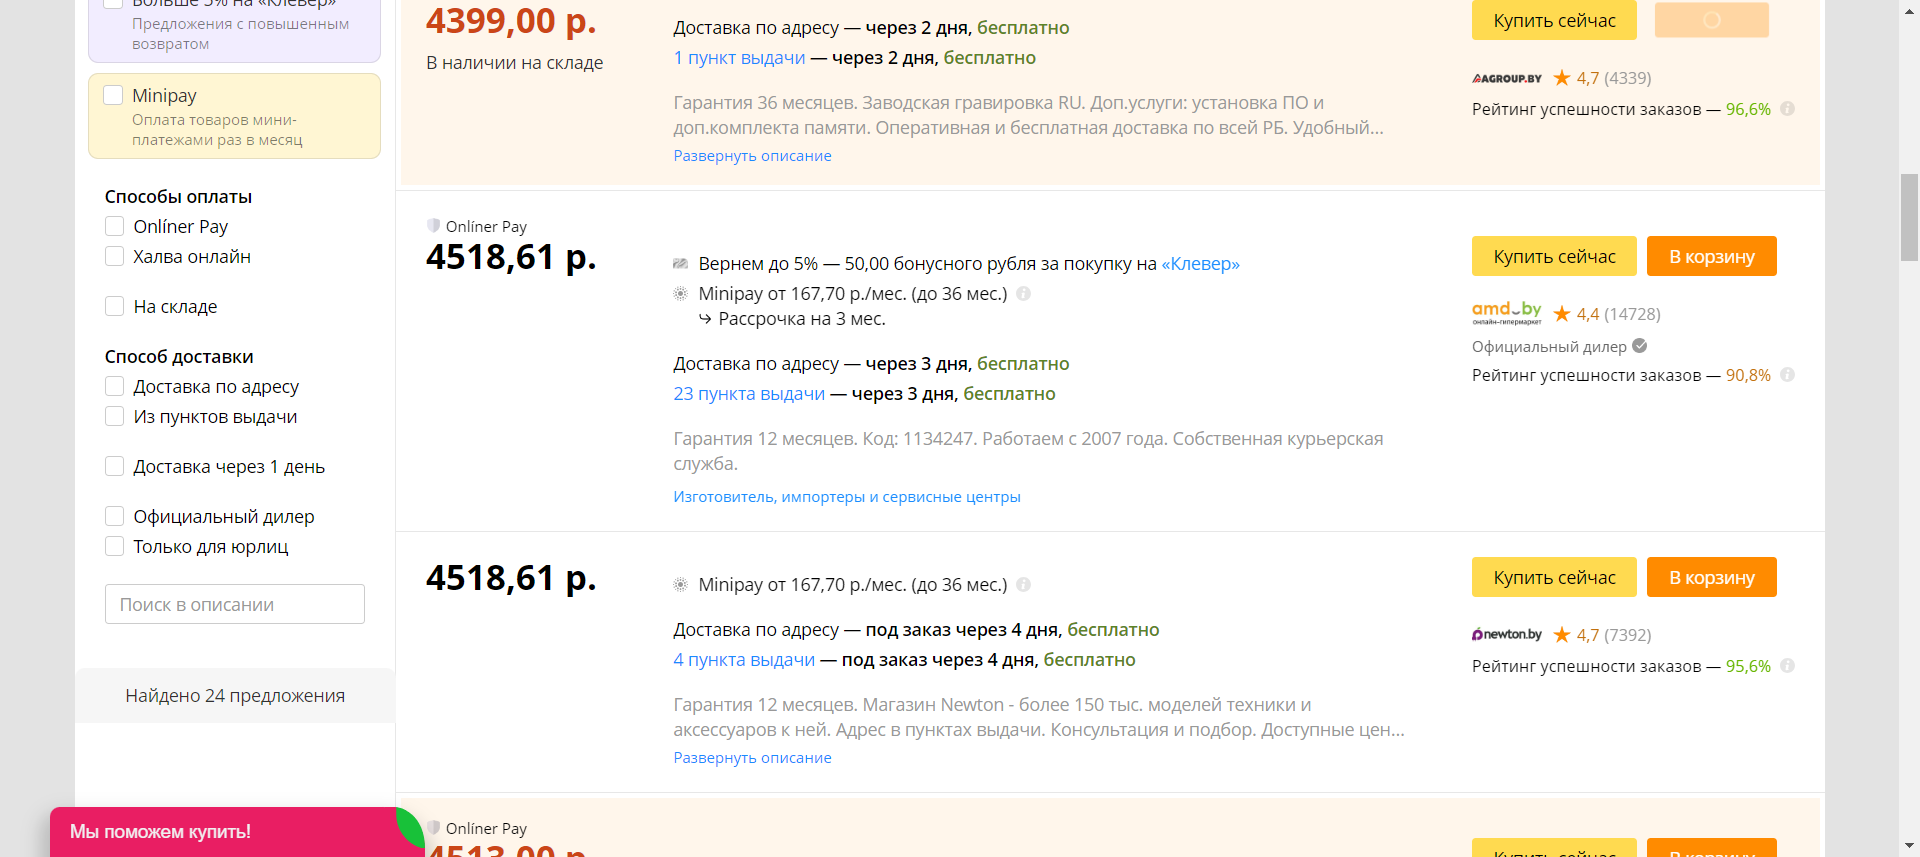 Больше 5% на «Клевер»
Предложения с повышенным
возвратом
Minipay
Оплата товаров мини-
платежами раз в месяц
Способы оплаты
Onlíner Pay
Халва онлайн
На складе
Способ доставки
Доставка по адресу
Из пунктов выдачи
Доставка через 1 день
Официальный дилер
Только для юрлиц
Поиск в описании
Найдено 24 предложения
Мы поможем купить!
4399,00 р.
В наличии на складе
Доставка по адресу — через 2 дня, бесплатно
1 пункт выдачи — через 2 дня, бесплатно
Гарантия 36 месяцев. Заводская гравировка RU. Доп.услуги: установка ПО и
доп.комплекта памяти. Оперативная и бесплатная доставка по всей РБ. Удобный...
Развернуть описание
Купить сейчас
AGROUP.BY 4,7 (4339)
Рейтинг успешности заказов — 96,6%
Onlíner Pay
4518,61 р.
Вернем до 5% — 50,00 бонусного рубля за покупку на «Клевер»
Minipay от 167,70 р./мес. (до 36 мес.)
Рассрочка на 3 мес.
Доставка по адресу — через 3 дня, бесплатно
23 пункта выдачи — через 3 дня, бесплатно
Гарантия 12 месяцев. Код: 1134247. Работаем с 2007 года. Собственная курьерская
служба.
Изготовитель, импортеры и сервисные центры
Купить сейчас В корзину
amd.by 4,4 (14728)
онлайн-гипермаркет
Официальный дилер
Рейтинг успешности заказов — 90,8%
4518,61 р.
Minipay от 167,70 р./мес. (до 36 мес.)
Доставка по адресу — под заказ через 4 дня, бесплатно
4 пункта выдачи — под заказ через 4 дня, бесплатно
Гарантия 12 месяцев. Магазин Newton - более 150 тыс. моделей техники и
аксессуаров к ней. Адрес в пунктах выдачи. Консультация и подбор. Доступные цен...
Развернуть описание
Купить сейчас В корзину
newton.by 4,7 (7392)
Рейтинг успешности заказов — 95,6%
Onlíner Pay
4513,00 р.
Купить сейчас В корзину